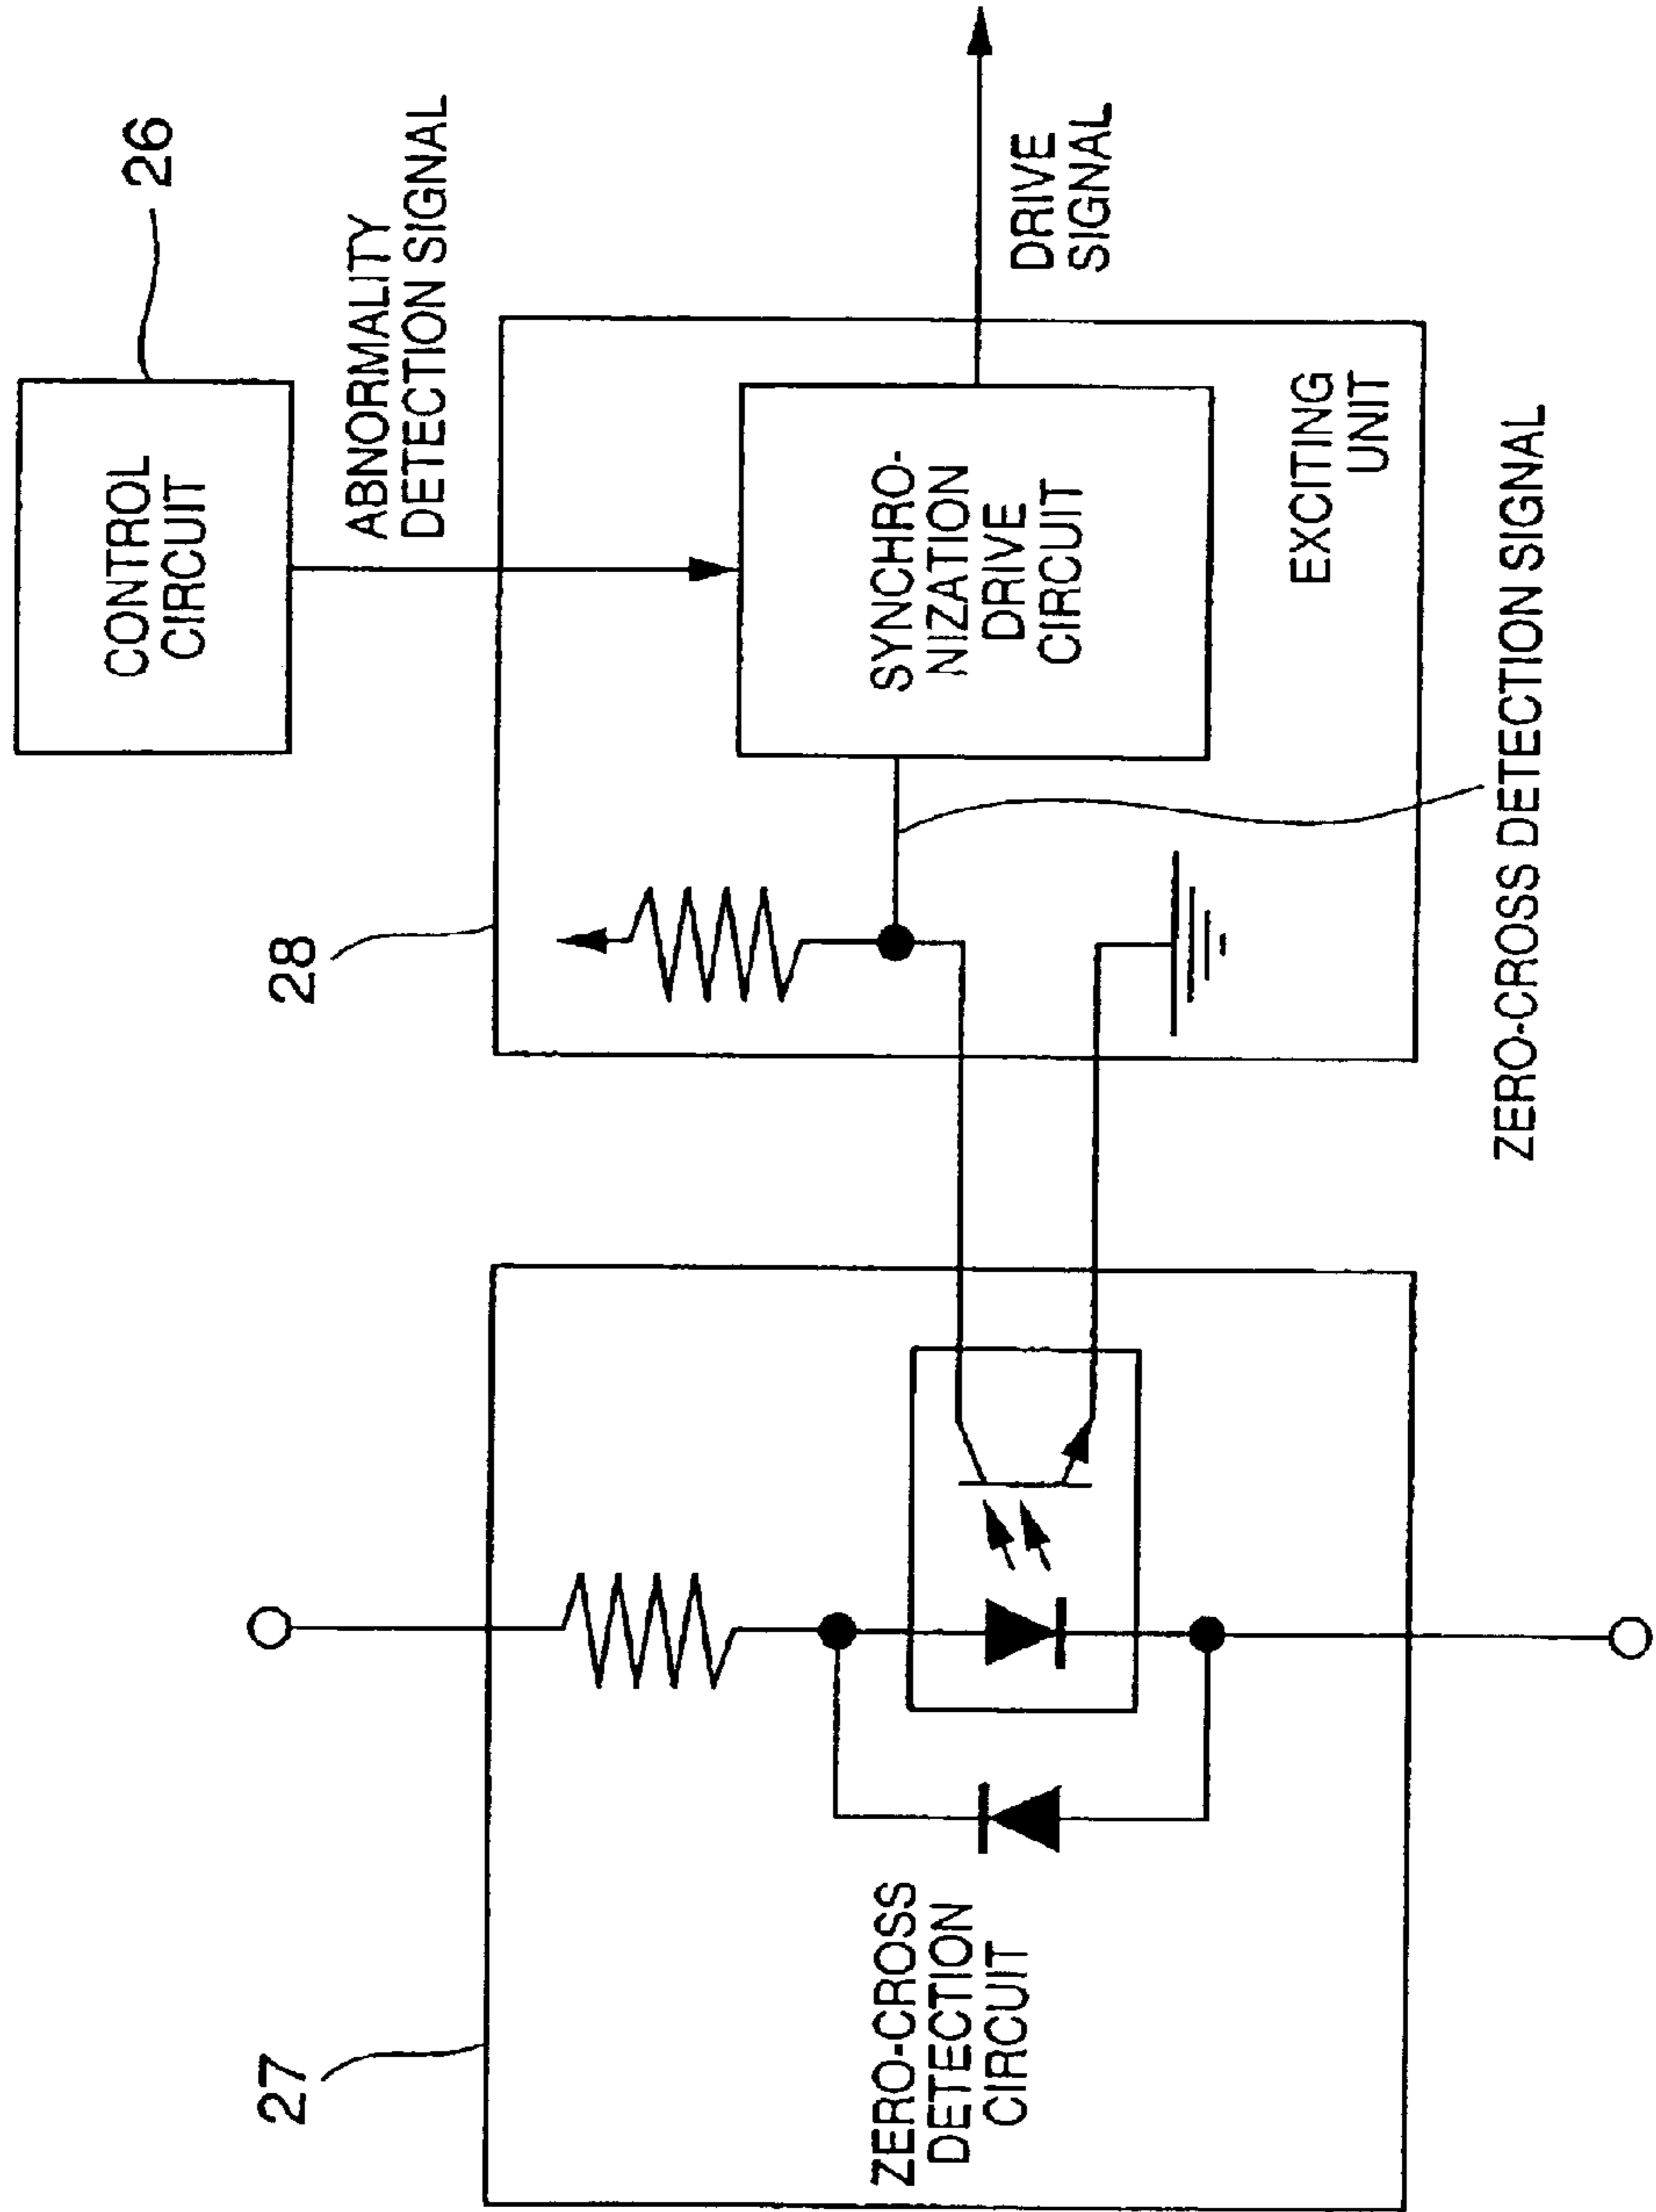 26
CONTROL
CIRCUIT
ABNORMALITY
DETECTION SIGNAL
28
SYNCHRO-
NIZATION
DRIVE
CIRCUIT
DRIVE
SIGNAL
EXCITING
UNIT
27
ZERO-CROSS
DETECTION
CIRCUIT
ZERO-CROSS DETECTION SIGNAL